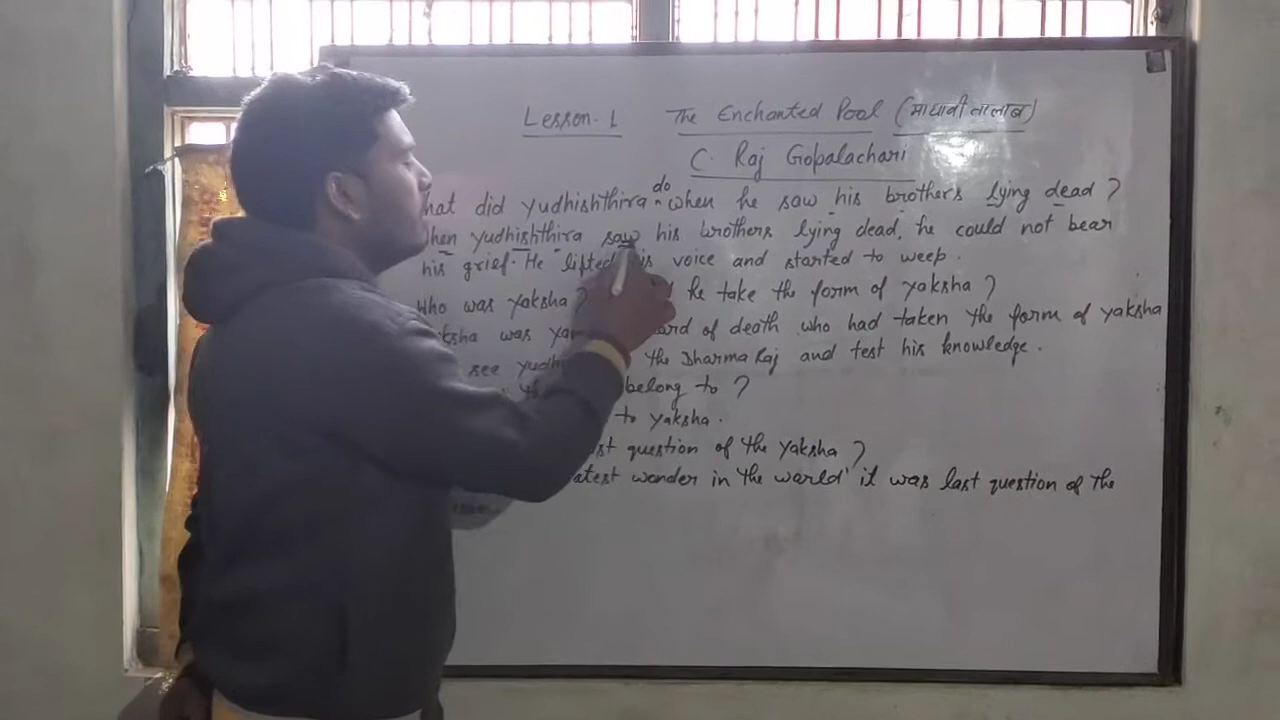 Lesson. 1 The Enchanted Pool (मायावी तालाब)
C. Raj Gopalachari
hat did yudhishthira do when he saw his brothers lying dead ?
hen yudhishthira saw his brothers lying dead, he could not bear
his grief. He lifted is voice and started to weep.
Who was yaksha ? he take the form of yaksha ?
ksha was yam of death who had taken the form of yaksha
see yudh the Dharma Raj and test his knowledge.
belong to ?
to yaksha.
st question of the yaksha ?
atest wonder in the world' it was last question of the